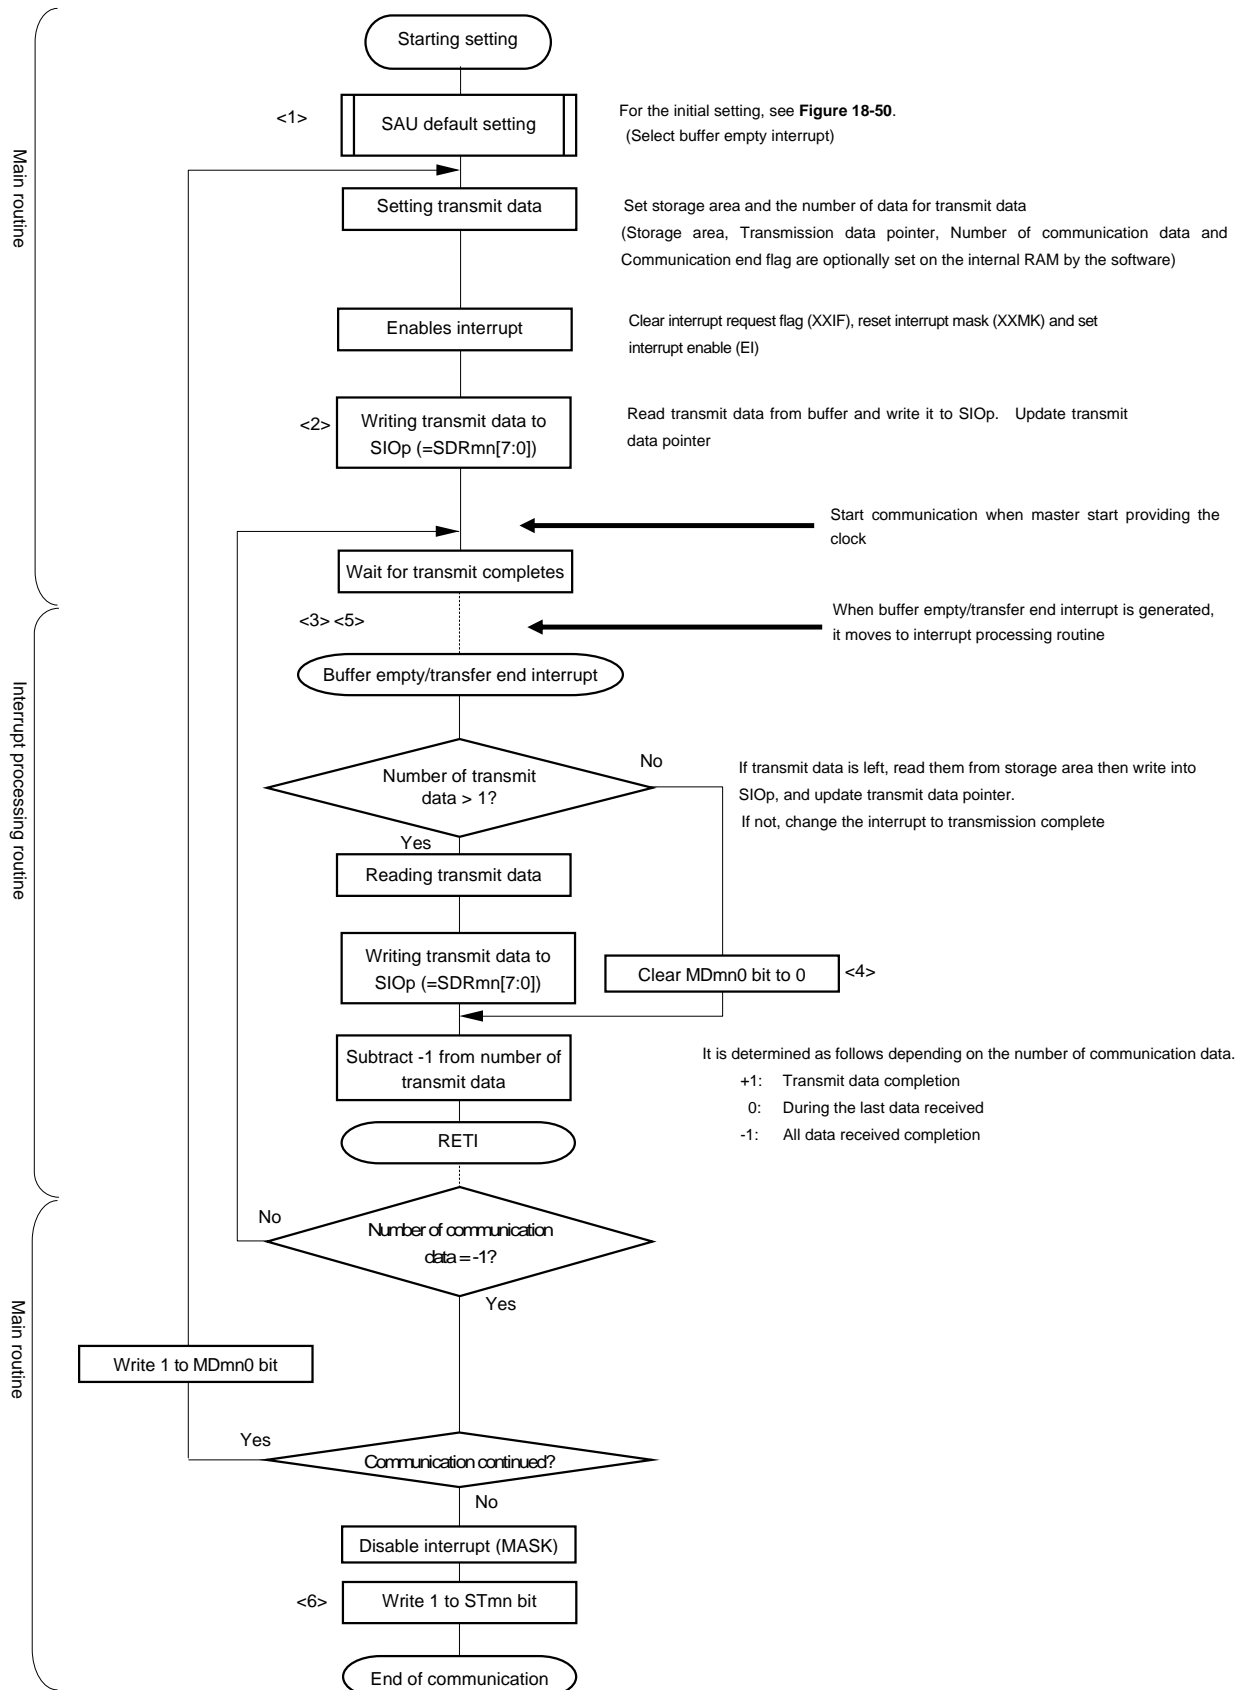 Starting setting
<1>
SAU default setting
For the initial setting, see Figure 18-50.
(Select buffer empty interrupt)
Main routine
Setting transmit data
Set storage area and the number of data for transmit data
(Storage area, Transmission data pointer, Number of communication data and
Communication end flag are optionally set on the internal RAM by the software)
Enables interrupt
Clear interrupt request flag (XXIF), reset interrupt mask (XXMK) and set
interrupt enable (EI)
<2>
Writing transmit data to
SIOp (=SDRmn[7:0])
Read transmit data from buffer and write it to SIOp. Update transmit
data pointer
Start communication when master start providing the
clock
Wait for transmit completes
<3> <5>
When buffer empty/transfer end interrupt is generated,
it moves to interrupt processing routine
Buffer empty/transfer end interrupt
Interrupt processing routine
Number of transmit
data > 1?
No
Yes
If transmit data is left, read them from storage area then write into
SIOp, and update transmit data pointer.
If not, change the interrupt to transmission complete
Reading transmit data
Writing transmit data to
SIOp (=SDRmn[7:0])
Clear MDmn0 bit to 0
<4>
Subtract -1 from number of
transmit data
It is determined as follows depending on the number of communication data.
+1: Transmit data completion
0: During the last data received
-1: All data received completion
RETI
No
Number of communication
data = -1?
Yes
Main routine
Write 1 to MDmn0 bit
Yes
Communication continued?
No
Disable interrupt (MASK)
<6>
Write 1 to STmn bit
End of communication